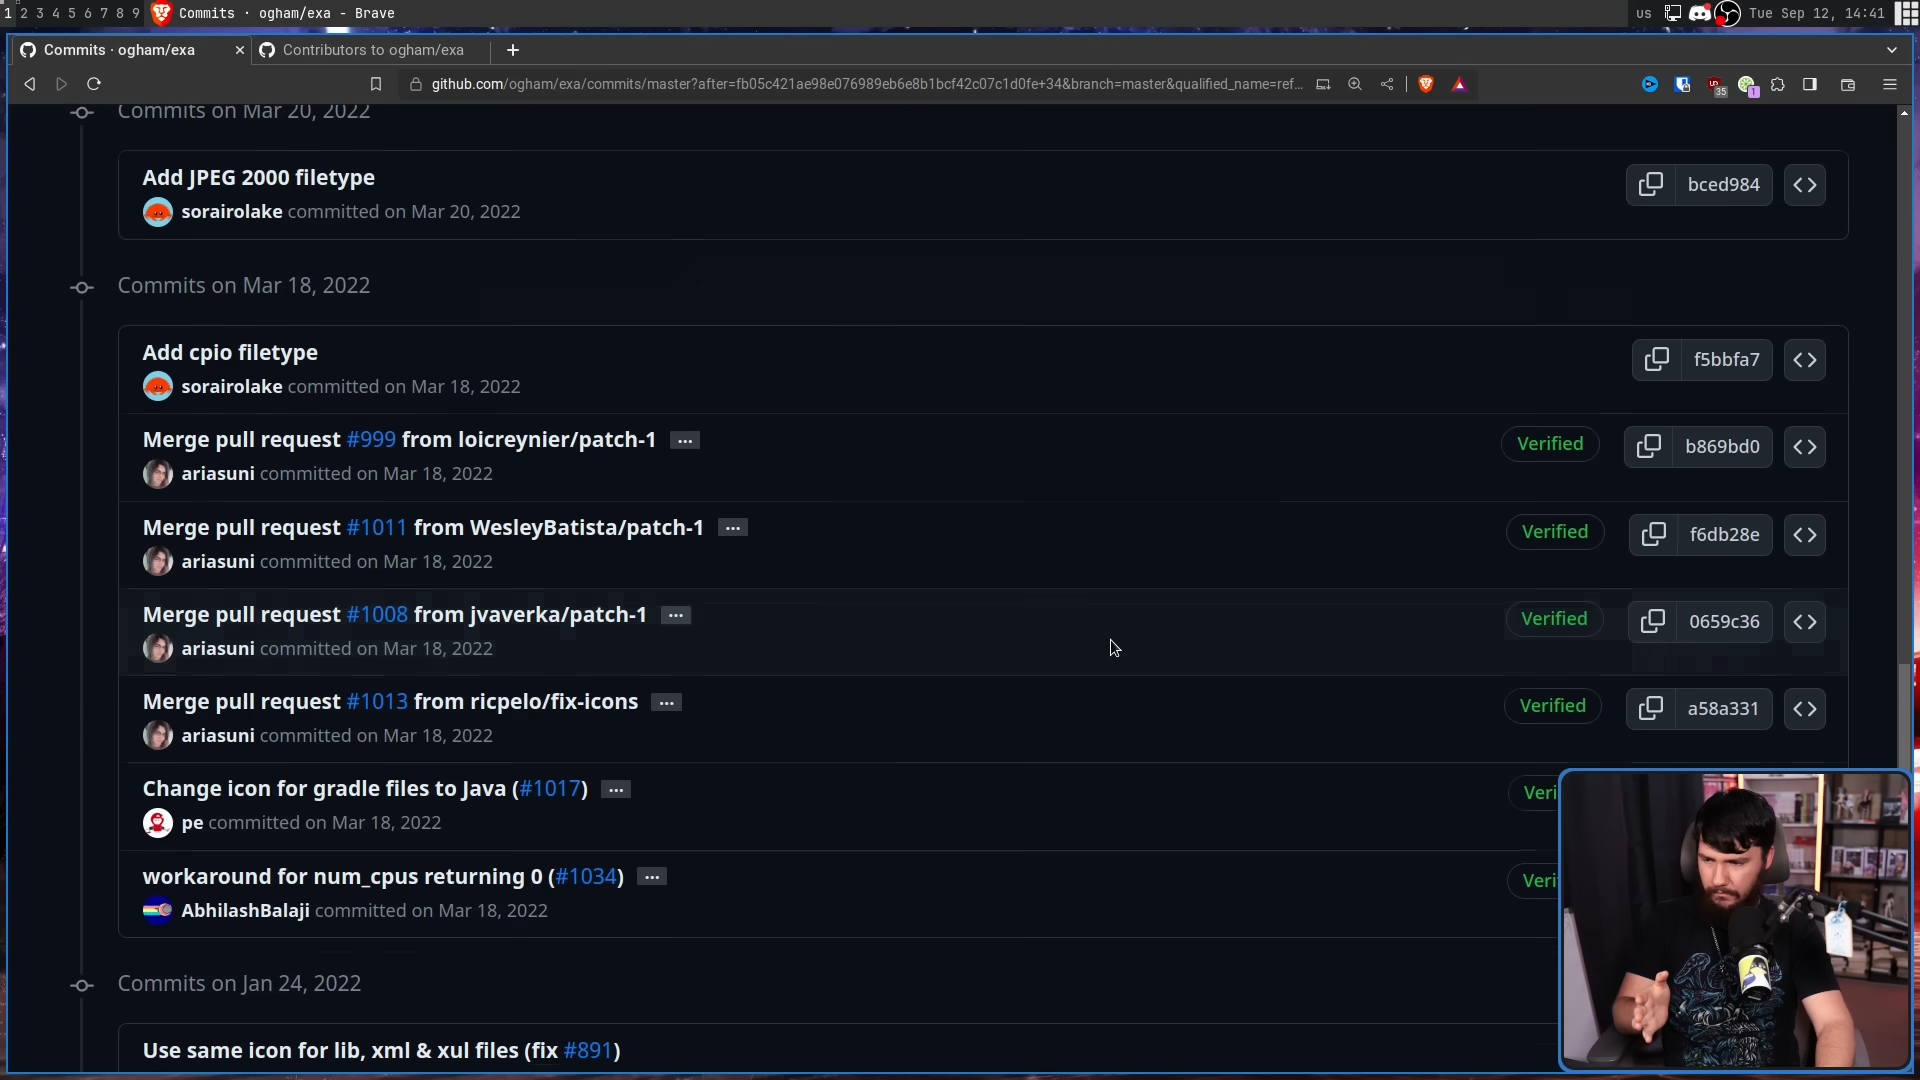 1 2 3 4 5 6 7 8 9 Commits · ogham/exa - Brave us Tue Sep 12, 14:41
Commits · ogham/exa Contributors to ogham/exa
github.com/ogham/exa/commits/master?after=fb05c421ae98e076989eb6e8b1bcf42c07c1d0fe+34&branch=master&qualified_name=ref... 35 1
Commits on Mar 20, 2022
Add JPEG 2000 filetype bced984
sorairolake committed on Mar 20, 2022
Commits on Mar 18, 2022
Add cpio filetype f5bbfa7
sorairolake committed on Mar 18, 2022
Merge pull request #999 from loicreynier/patch-1 ... Verified b869bd0
ariasuni committed on Mar 18, 2022
Merge pull request #1011 from WesleyBatista/patch-1 ... Verified f6db28e
ariasuni committed on Mar 18, 2022
Merge pull request #1008 from jvaverka/patch-1 ... Verified 0659c36
ariasuni committed on Mar 18, 2022
Merge pull request #1013 from ricpelo/fix-icons ... Verified a58a331
ariasuni committed on Mar 18, 2022
Change icon for gradle files to Java (#1017) ... Veri
pe committed on Mar 18, 2022
workaround for num_cpus returning 0 (#1034) ... Veri
AbhilashBalaji committed on Mar 18, 2022
Commits on Jan 24, 2022
Use same icon for lib, xml & xul files (fix #891)